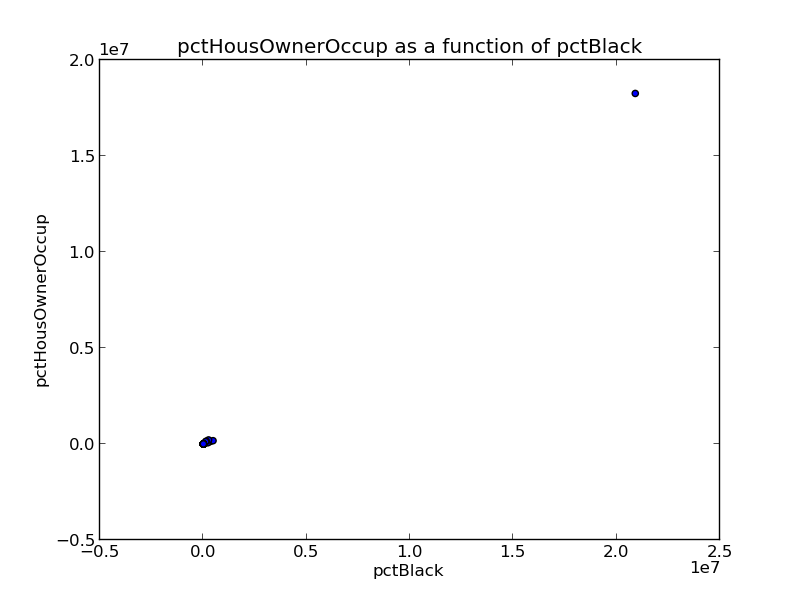 pctHousOwnerOccup as a function of pctBlack
1e7
2.0
1.5
1.0
0.5
0.0
−0.5
pctHousOwnerOccup
−0.5 0.0 0.5 1.0 1.5 2.0 2.5
1e7
pctBlack